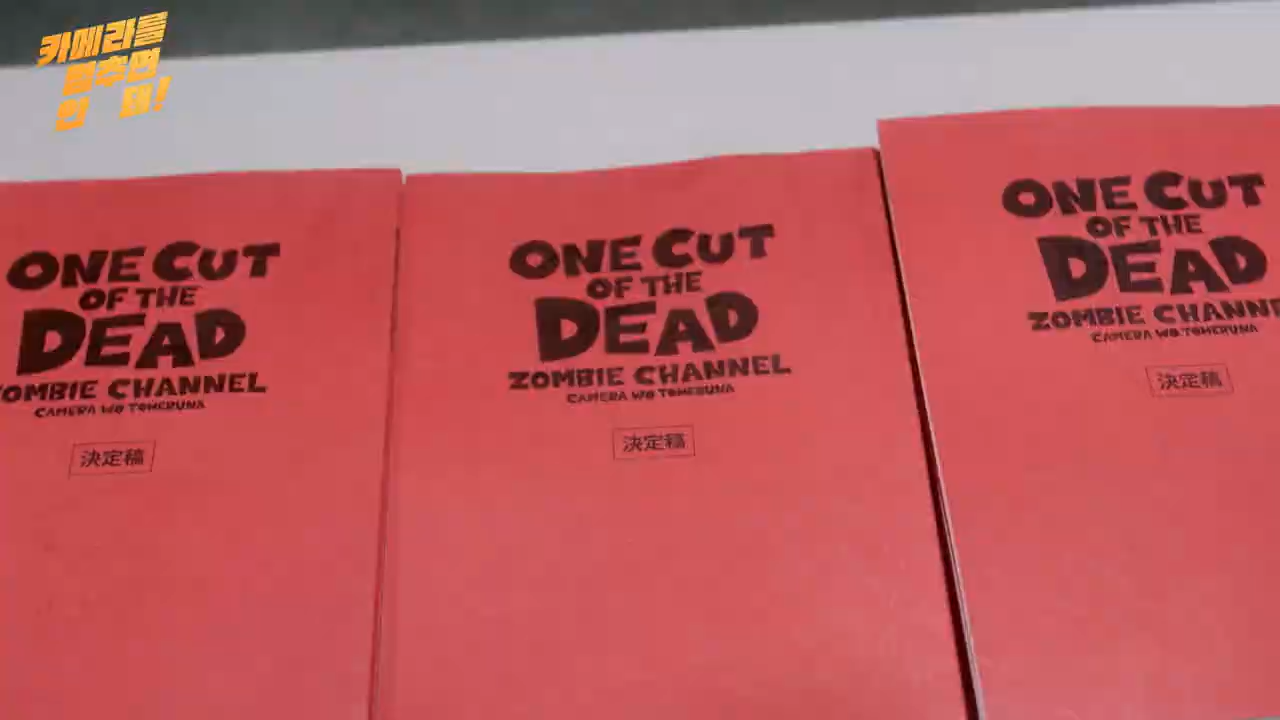 카메라를
멈추면
안 돼!
ONE CUT
OF THE
DEAD
ZOMBIE CHANNEL
CAMERA WO TOMERUNA
決定稿
ONE CUT
OF THE
DEAD
ZOMBIE CHANNEL
CAMERA WO TOMERUNA
決定稿
ONE CUT
OF THE
DEAD
ZOMBIE CHANNE
CAMERA WO TOMERUNA
決定稿